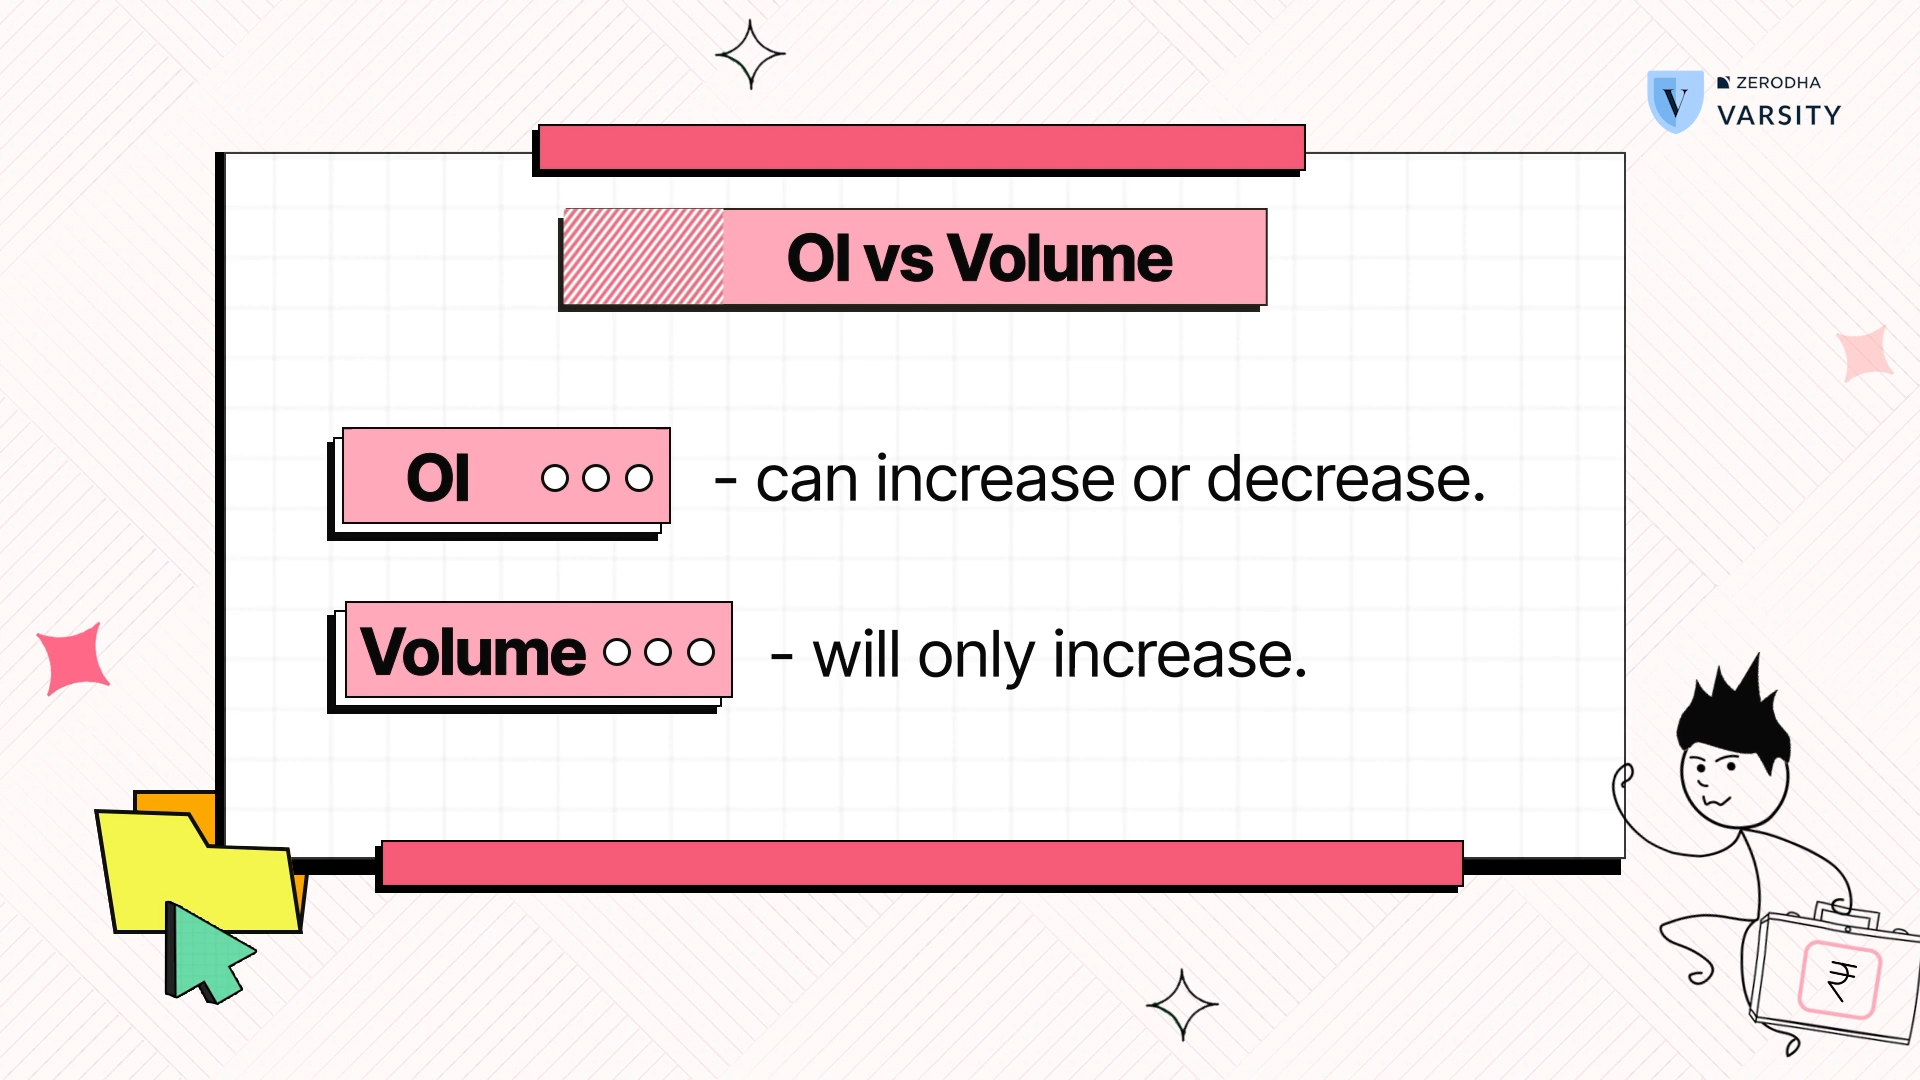 ZERODHA
VARSITY
OI vs Volume
OI - can increase or decrease.
Volume - will only increase.
V
₹